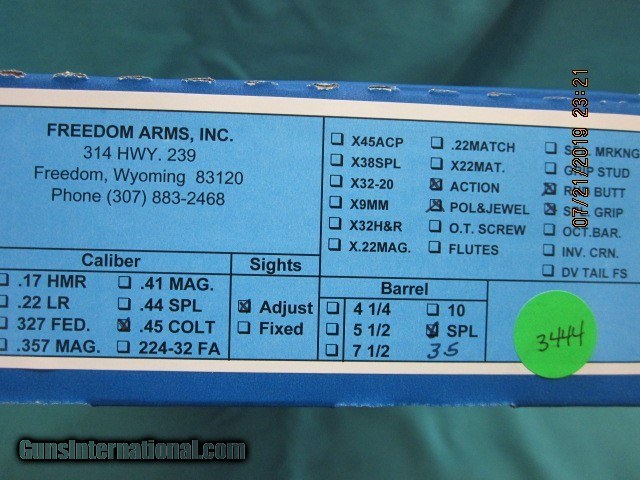 FREEDOM ARMS, INC.
314 HWY. 239
Freedom, Wyoming 83120
Phone (307) 883-2468
X45ACP
X38SPL
X32-20
X9MM
X32H&R
X.22MAG.
.22MATCH
X22MAT.
ACTION
POL&JEWEL
O.T. SCREW
FLUTES
MRKNG
STUD
BUTT
GRIP
OCT.BAR.
INV. CRN.
DV TAIL FS
Caliber
.17 HMR
.22 LR
327 FED.
.357 MAG.
.41 MAG.
.44 SPL
.45 COLT
224-32 FA
Sights
Adjust
Fixed
Barrel
4 1/4
5 1/2
7 1/2
10
SPL
35
3444
07/21/2019 23:21
GunsInternational.com